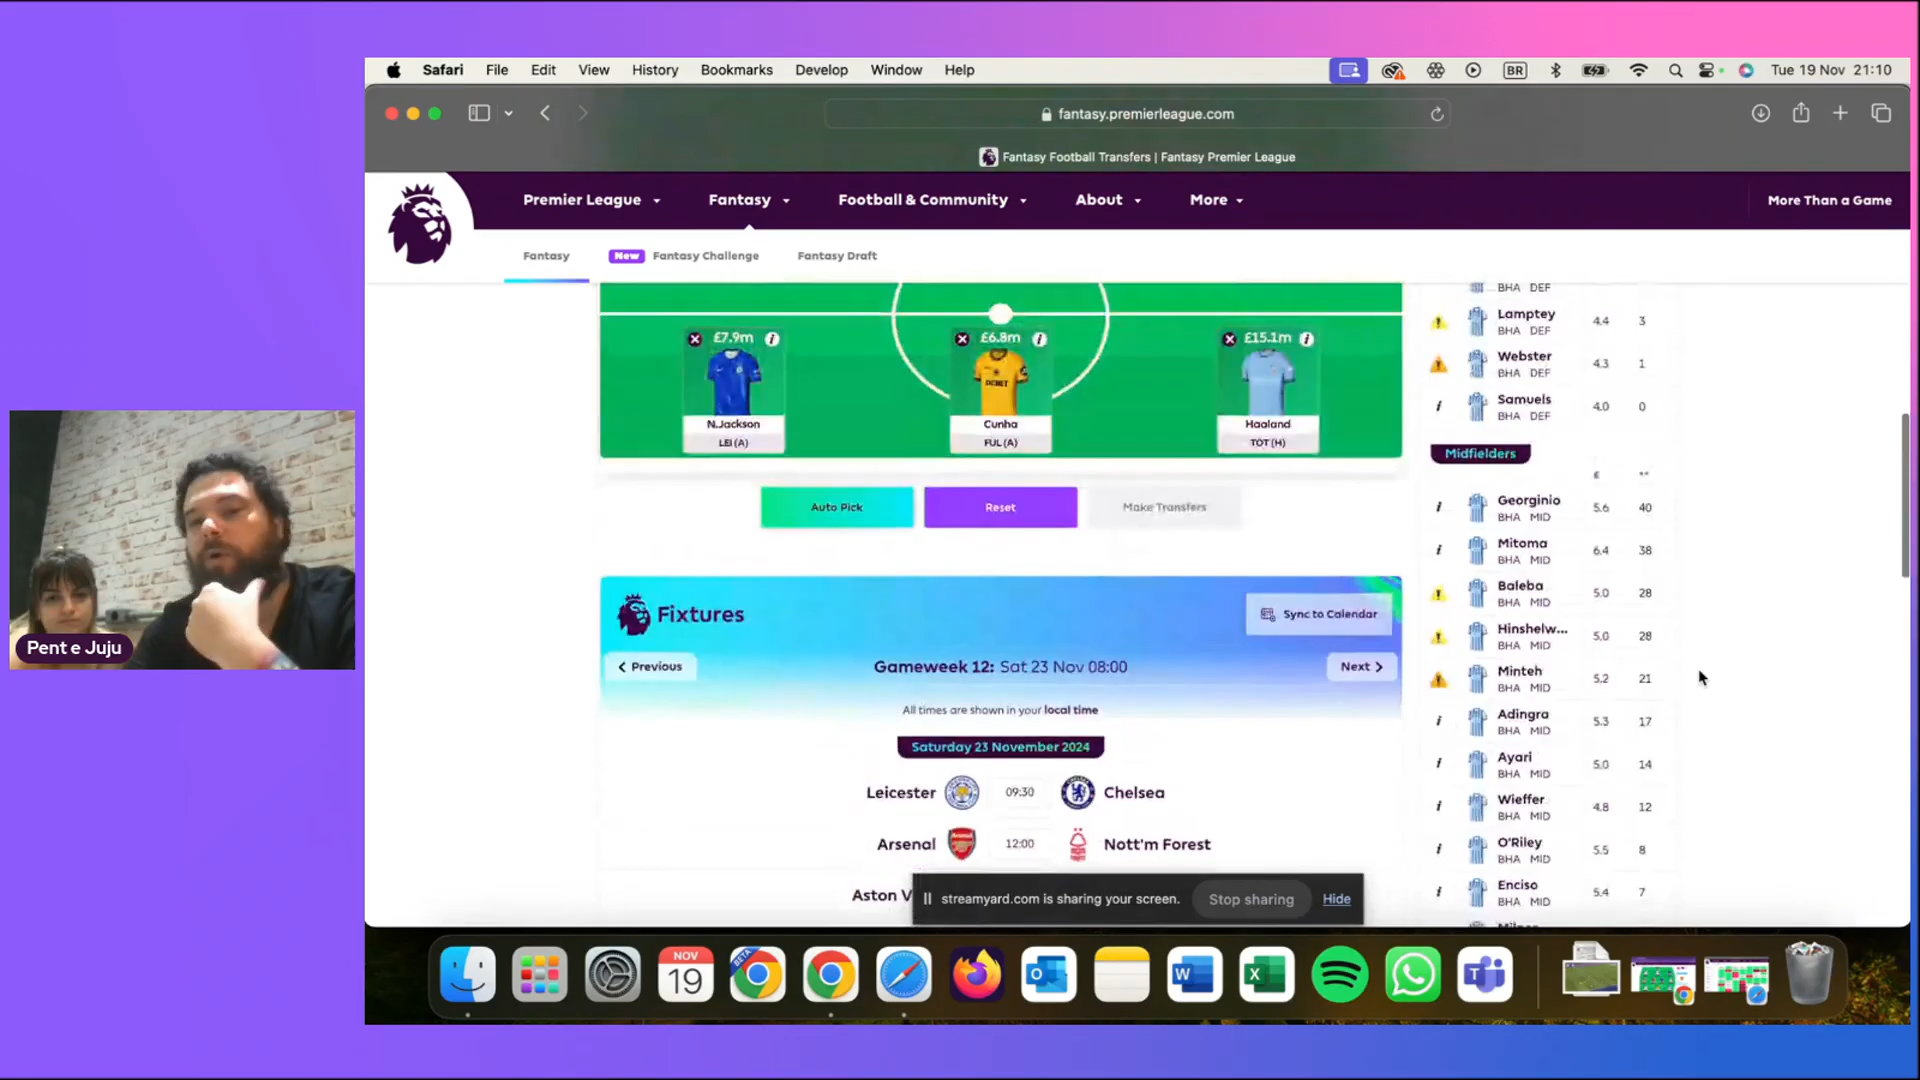 Safari File Edit View History Bookmarks Develop Window Help BR Tue 19 Nov 21:10
fantasy.premierleague.com
Fantasy Football Transfers | Fantasy Premier League
Premier League Fantasy Football & Community About More More Than a Game
Fantasy New Fantasy Challenge Fantasy Draft
£7.9m £6.8m £15.1m
DEBET
N.Jackson Cunha Haaland
LEI (A) FUL (A) TOT (H)
Auto Pick Reset Make Transfers
Fixtures
Sync to Calendar
Previous Gameweek 12: Sat 23 Nov 08:00 Next
All times are shown in your local time
Saturday 23 November 2024
Leicester 09:30 Chelsea
Arsenal 12:00 Nott'm Forest
Aston V
streamyard.com is sharing your screen. Stop sharing Hide
BHA DEF
Lamptey 4.4 3
BHA DEF
Webster 4.3 1
BHA DEF
Samuels 4.0 0
BHA DEF
Midfielders
£
Georginio 5.6 40
BHA MID
Mitoma 6.4 38
BHA MID
Baleba 5.0 28
BHA MID
Hinshelw... 5.0 28
BHA MID
Minteh 5.2 21
BHA MID
Adingra 5.3 17
BHA MID
Ayari 5.0 14
BHA MID
Wieffer 4.8 12
BHA MID
O'Riley 5.5 8
BHA MID
Enciso 5.4 7
BHA MID
Pent e Juju
NOV
19
BETA
O
W
X
T